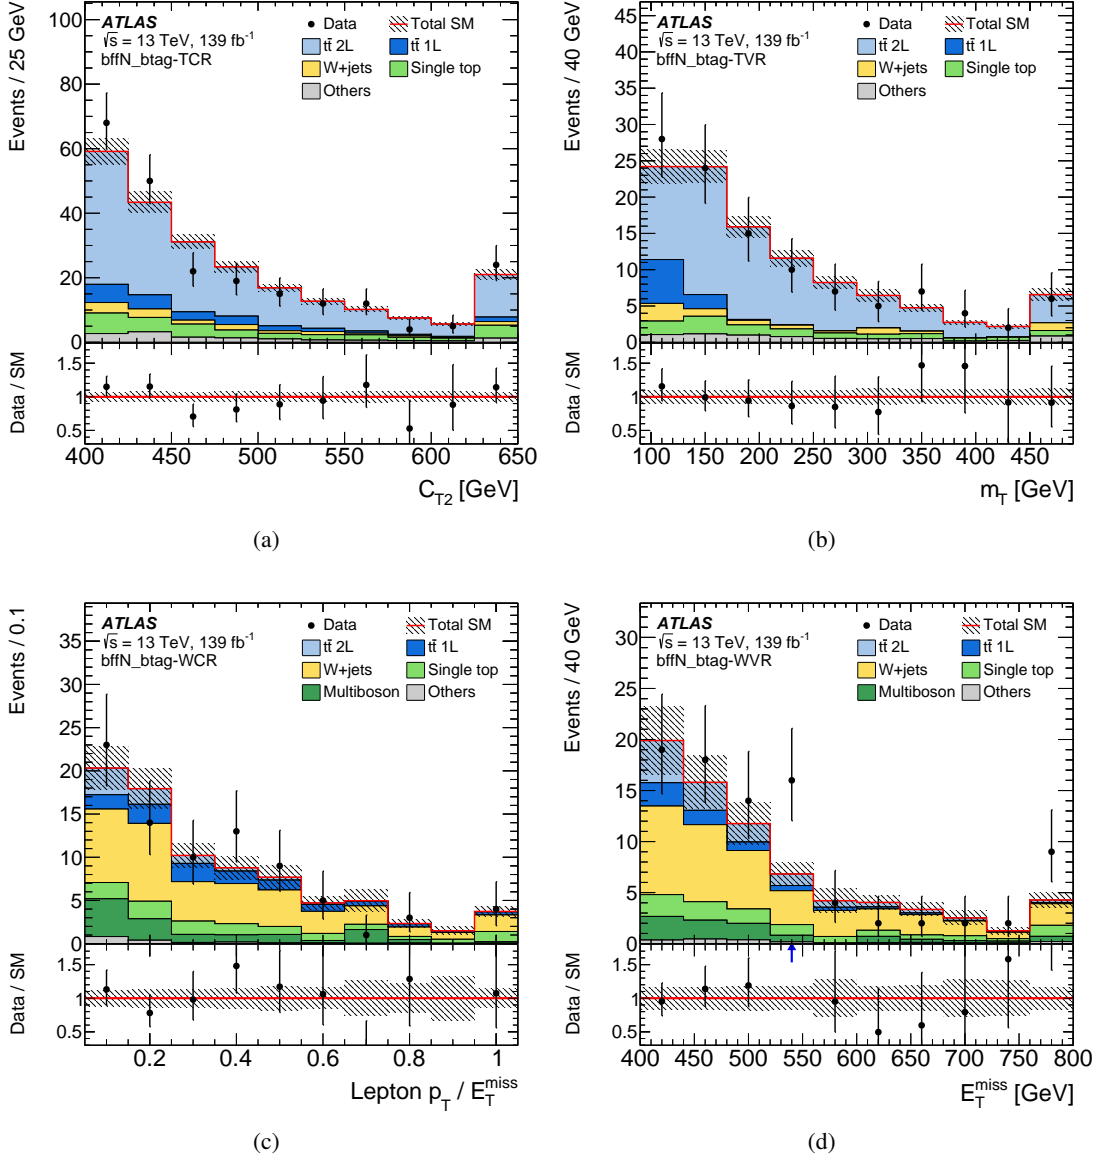 ATLAS
√s = 13 TeV, 139 fb⁻¹
bffN_btag-TCR
Data
Total SM
tt̄ 2L
tt̄ 1L
W+jets
Single top
Others
Events / 25 GeV
100
80
60
40
20
0
Data / SM
1.5
1
0.5
400 450 500 550 600 650
C_T2 [GeV]
(a)
ATLAS
√s = 13 TeV, 139 fb⁻¹
bffN_btag-TVR
Data
Total SM
tt̄ 2L
tt̄ 1L
W+jets
Single top
Others
Events / 40 GeV
45
40
35
30
25
20
15
10
5
0
Data / SM
1.5
1
0.5
100 150 200 250 300 350 400 450
m_T [GeV]
(b)
ATLAS
√s = 13 TeV, 139 fb⁻¹
bffN_btag-WCR
Data
Total SM
tt̄ 2L
tt̄ 1L
W+jets
Single top
Multiboson
Others
Events / 0.1
35
30
25
20
15
10
5
0
Data / SM
1.5
1
0.5
0.2 0.4 0.6 0.8 1
Lepton p_T / E_T^miss
(c)
ATLAS
√s = 13 TeV, 139 fb⁻¹
bffN_btag-WVR
Data
Total SM
tt̄ 2L
tt̄ 1L
W+jets
Single top
Multiboson
Others
Events / 40 GeV
30
25
20
15
10
5
0
Data / SM
1.5
1
0.5
400 450 500 550 600 650 700 750 800
E_T^miss [GeV]
(d)